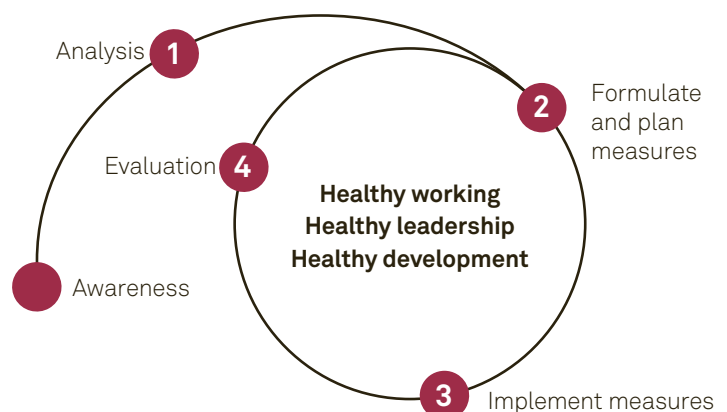 Analysis 1
2 Formulate
and plan
measures
Evaluation 4
Healthy working
Healthy leadership
Healthy development
Awareness
3 Implement measures